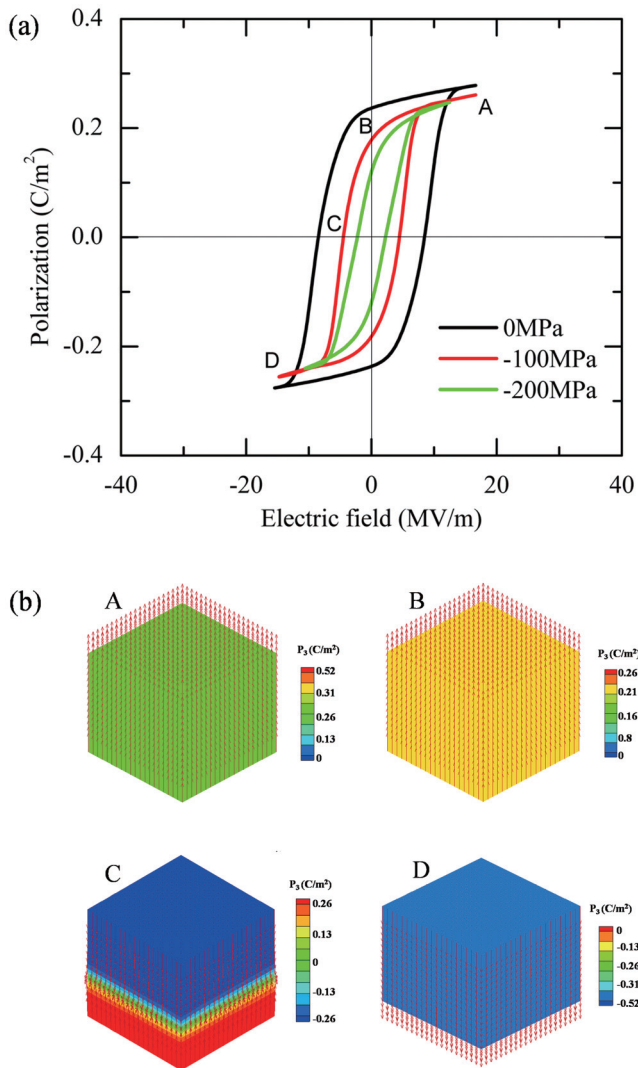 (a)
0.4
0.2
0.0
-0.2
-0.4
Polarization (C/m²)
A
B
C
D
0MPa
-100MPa
-200MPa
-40
-20
0
20
40
Electric field (MV/m)
(b)
A
P₃ (C/m²)
0.52
0.31
0.26
0.13
0
B
P₃ (C/m²)
0.26
0.21
0.16
0.8
0
C
P₃ (C/m²)
0.26
0.13
0
-0.13
-0.26
D
P₃ (C/m²)
0
-0.13
-0.26
-0.31
-0.52